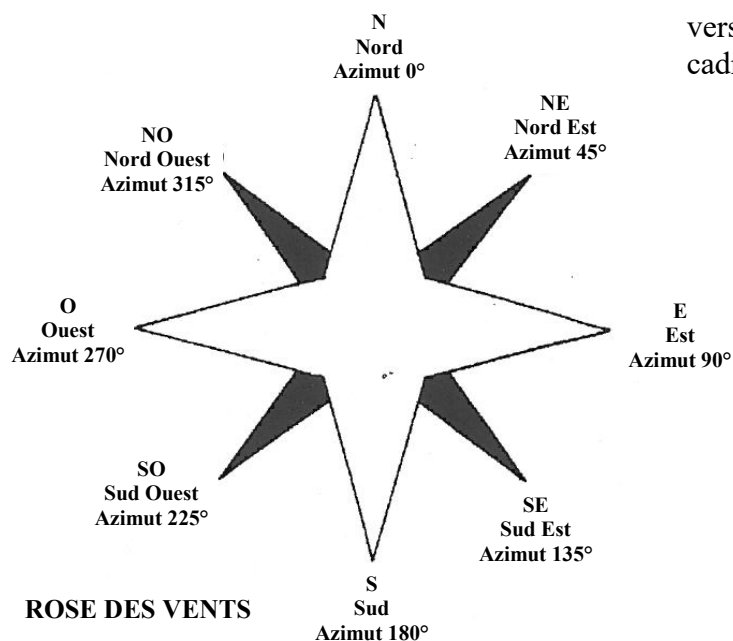 N
Nord
Azimut 0°
NE
Nord Est
Azimut 45°
NO
Nord Ouest
Azimut 315°
O
Ouest
Azimut 270°
E
Est
Azimut 90°
SO
Sud Ouest
Azimut 225°
SE
Sud Est
Azimut 135°
S
Sud
Azimut 180°
ROSE DES VENTS
vers